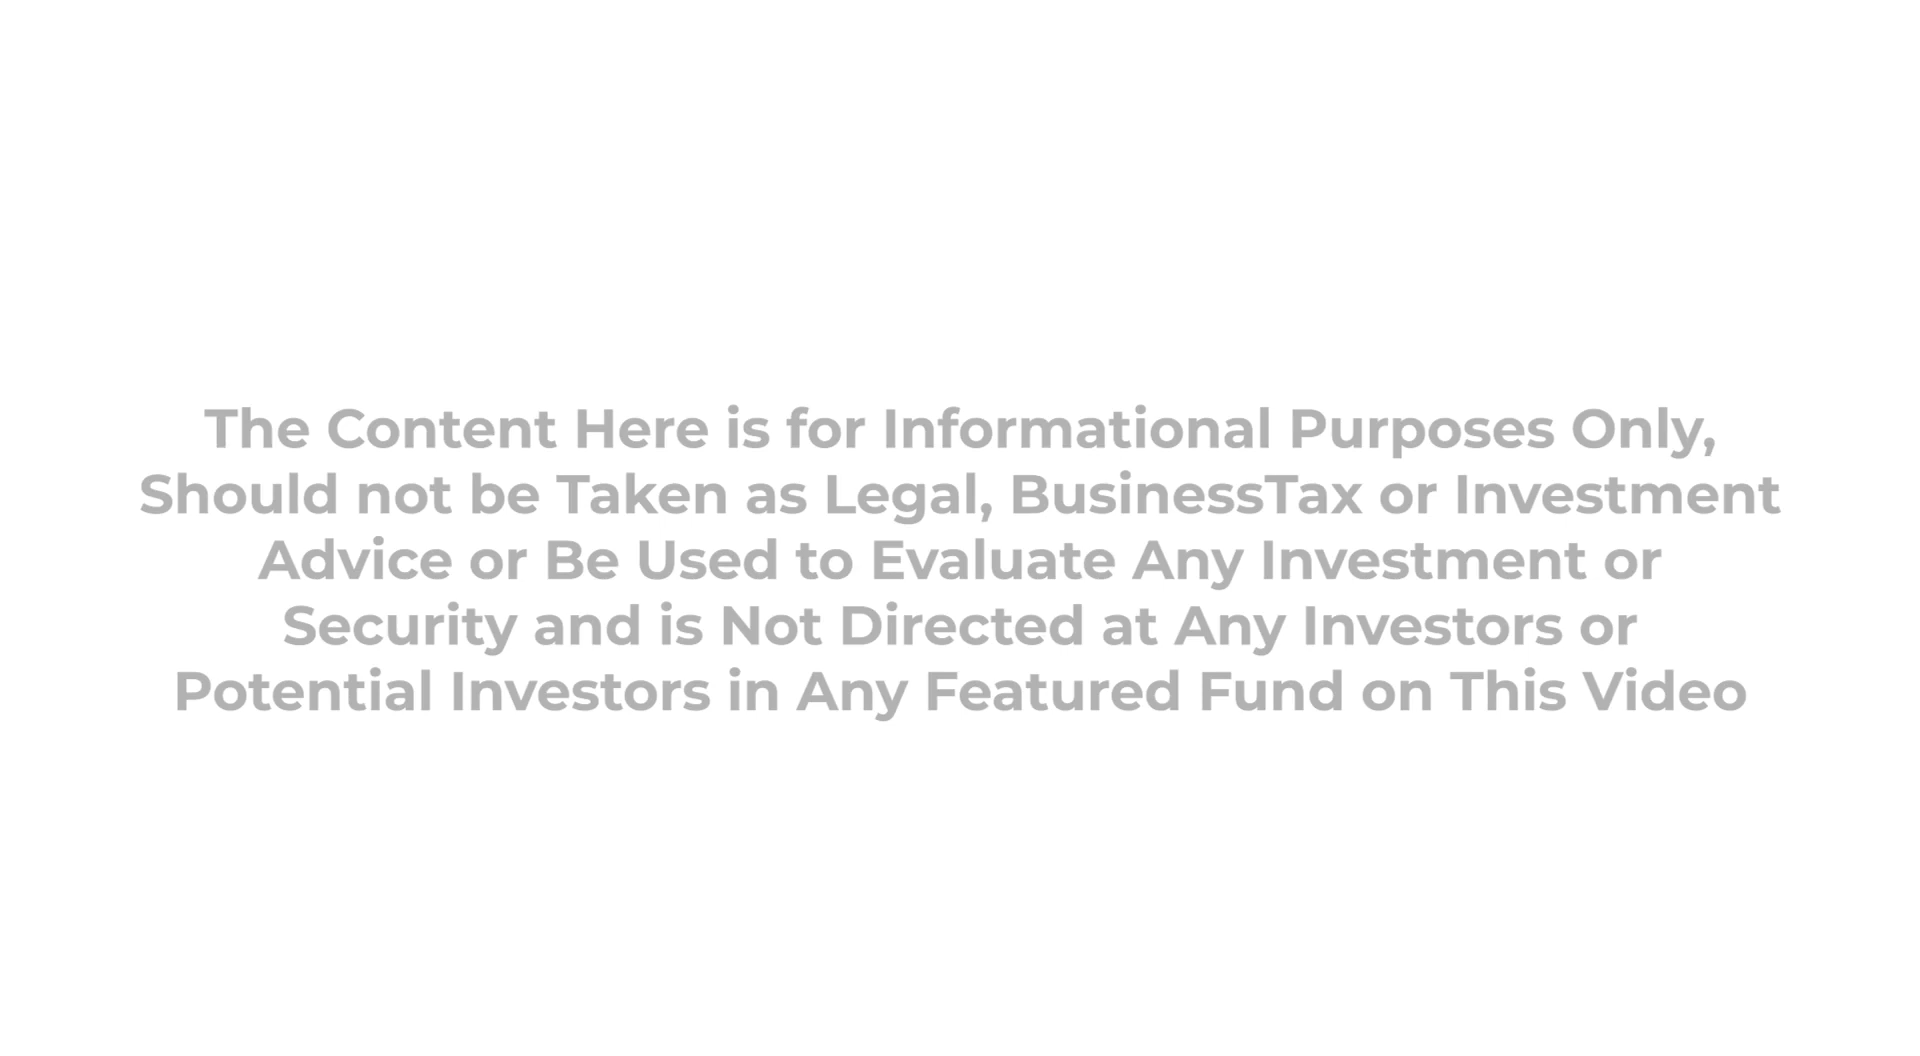 The Content Here is for Informational Purposes Only,
Should not be Taken as Legal, BusinessTax or Investment
Advice or Be Used to Evaluate Any Investment or
Security and is Not Directed at Any Investors or
Potential Investors in Any Featured Fund on This Video